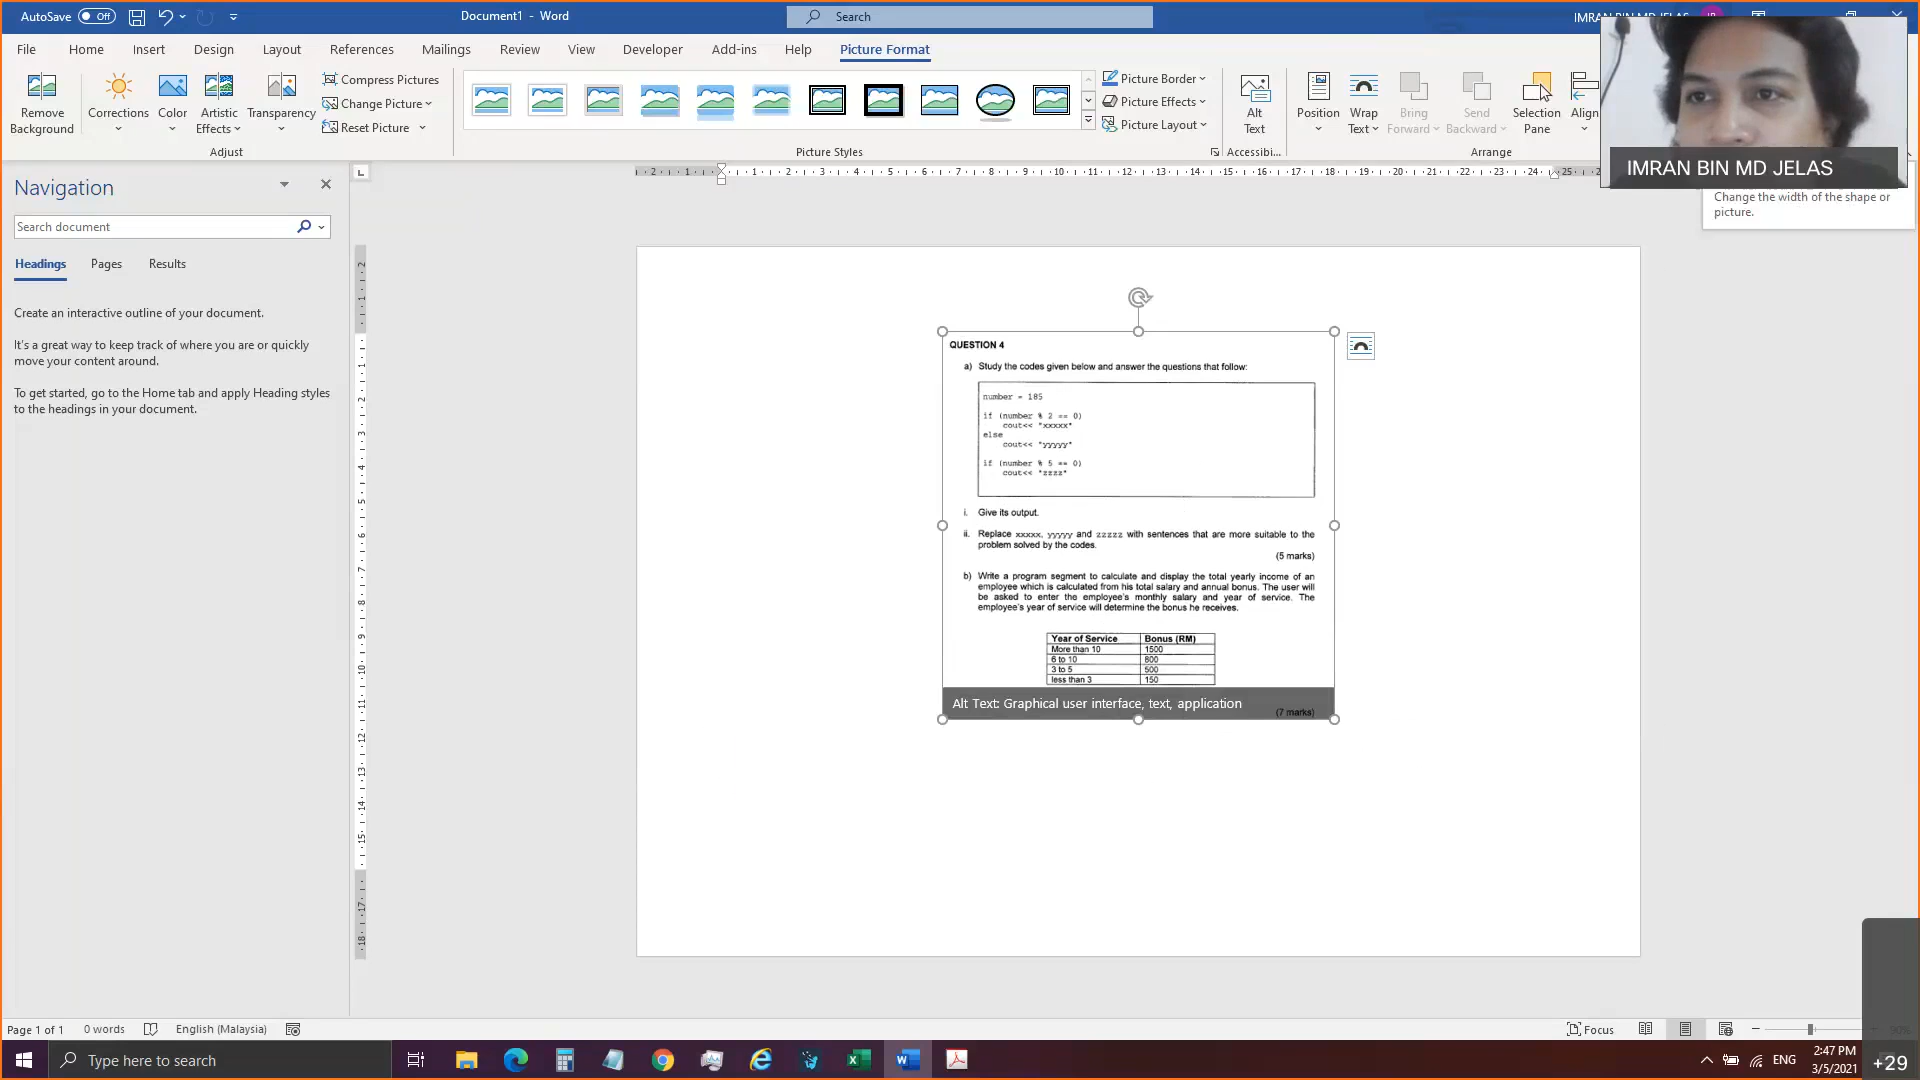 AutoSave Off
Document1 - Word
Search
File Home Insert Design Layout References Mailings Review View Developer Add-ins Help Picture Format
Remove Background
Corrections
Color
Artistic Effects
Transparency
Compress Pictures
Change Picture
Reset Picture
Adjust
Picture Styles
Picture Border
Picture Effects
Picture Layout
Alt Text
Accessibi...
Position
Wrap Text
Bring Forward
Send Backward
Selection Pane
Align
Arrange
IMRAN BIN MD JELAS
Change the width of the shape or
picture.
Navigation
Search document
Headings Pages Results
Create an interactive outline of your document.
It's a great way to keep track of where you are or quickly
move your content around.
To get started, go to the Home tab and apply Heading styles
to the headings in your document.
QUESTION 4
a) Study the codes given below and answer the questions that follow:
number = 185
if (number % 2 == 0)
cout<< "xxxxx"
else
cout<< "yyyyy"
if (number % 5 == 0)
cout<< "zzzz"
i. Give its output.
ii. Replace xxxxx, yyyyy and zzzzz with sentences that are more suitable to the
problem solved by the codes.
(5 marks)
b) Write a program segment to calculate and display the total yearly income of an
employee which is calculated from his total salary and annual bonus. The user will
be asked to enter the employee's monthly salary and year of service. The
employee's year of service will determine the bonus he receives.
Year of Service Bonus (RM)
More than 10 1500
6 to 10 800
3 to 5 500
less than 3 150
Alt Text: Graphical user interface, text, application
(7 marks)
Page 1 of 1 0 words English (Malaysia)
Focus
Type here to search
ENG
2:47 PM
3/5/2021
+29